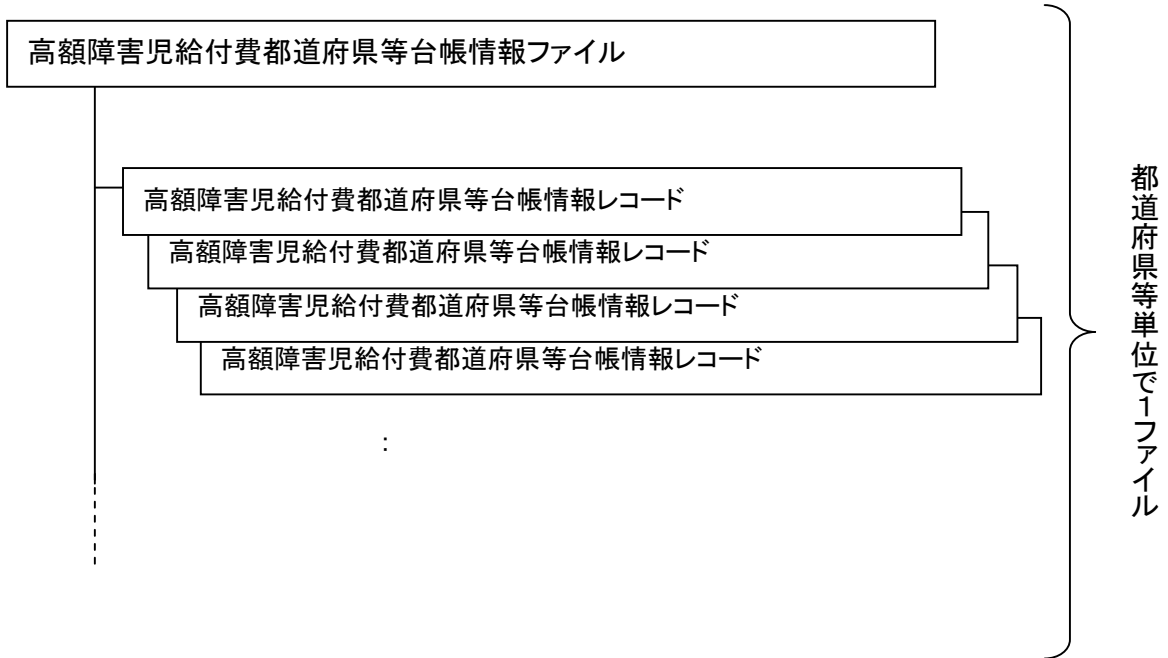 高額障害児給付費都道府県等台帳情報ファイル
高額障害児給付費都道府県等台帳情報レコード
高額障害児給付費都道府県等台帳情報レコード
高額障害児給付費都道府県等台帳情報レコード
高額障害児給付費都道府県等台帳情報レコード
:
都道府県等単位で1ファイル